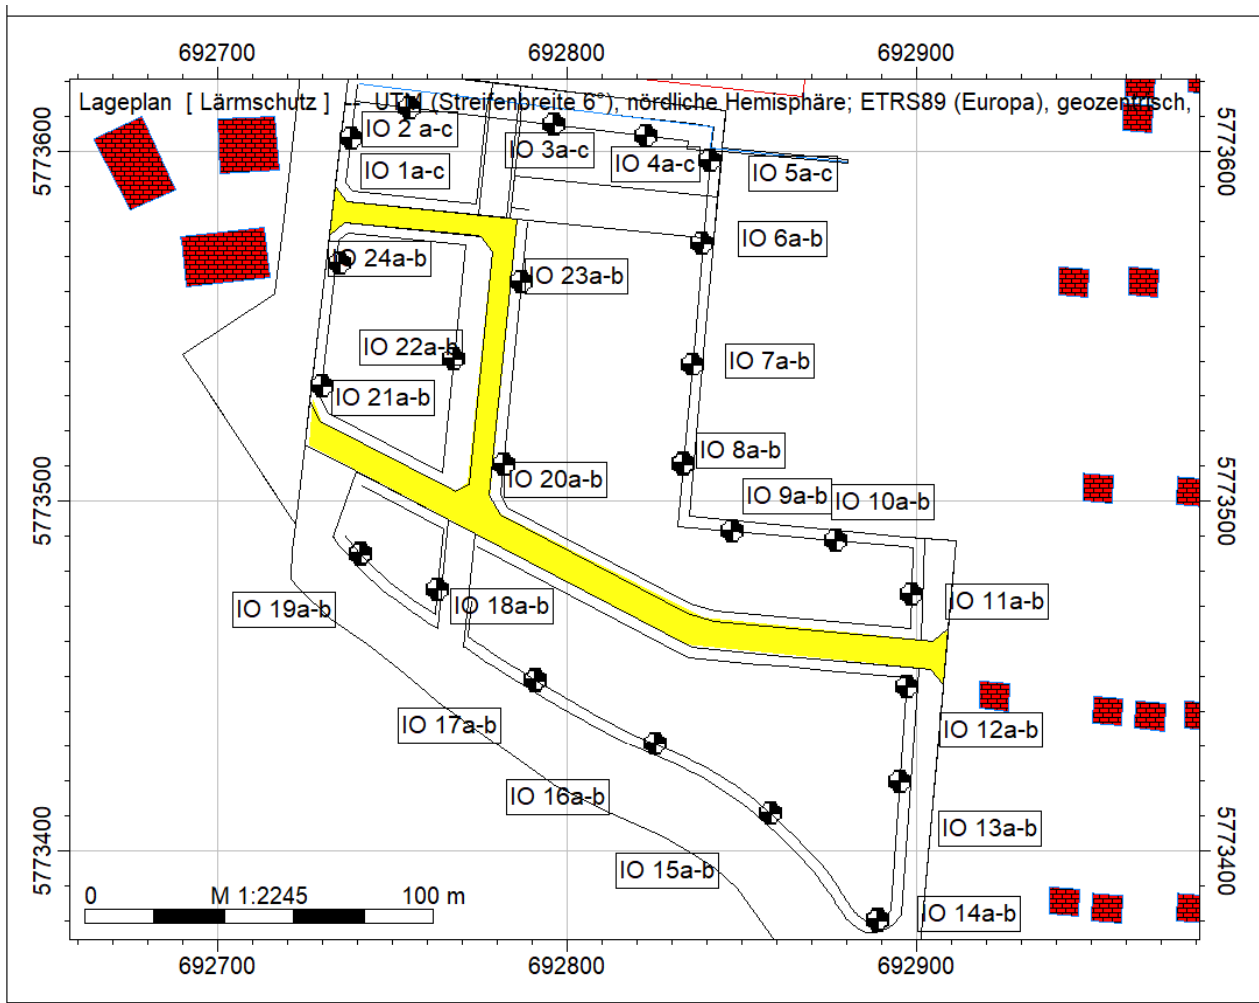 692700 692800 692900
Lageplan [ Lärmschutz ] - UTM (Streifenbreite 6°), nördliche Hemisphäre; ETRS89 (Europa), geozentrisch,
IO 2 a-c
IO 3a-c
IO 4a-c
IO 1a-c
IO 5a-c
5773600
5773600
IO 6a-b
IO 24a-b
IO 23a-b
IO 22a-b
IO 7a-b
IO 21a-b
IO 8a-b
IO 20a-b
IO 9a-b
IO 10a-b
5773500
5773500
IO 19a-b
IO 18a-b
IO 11a-b
IO 17a-b
IO 12a-b
IO 16a-b
IO 13a-b
IO 15a-b
5773400
5773400
IO 14a-b
0 M 1:2245 100 m
692700 692800 692900